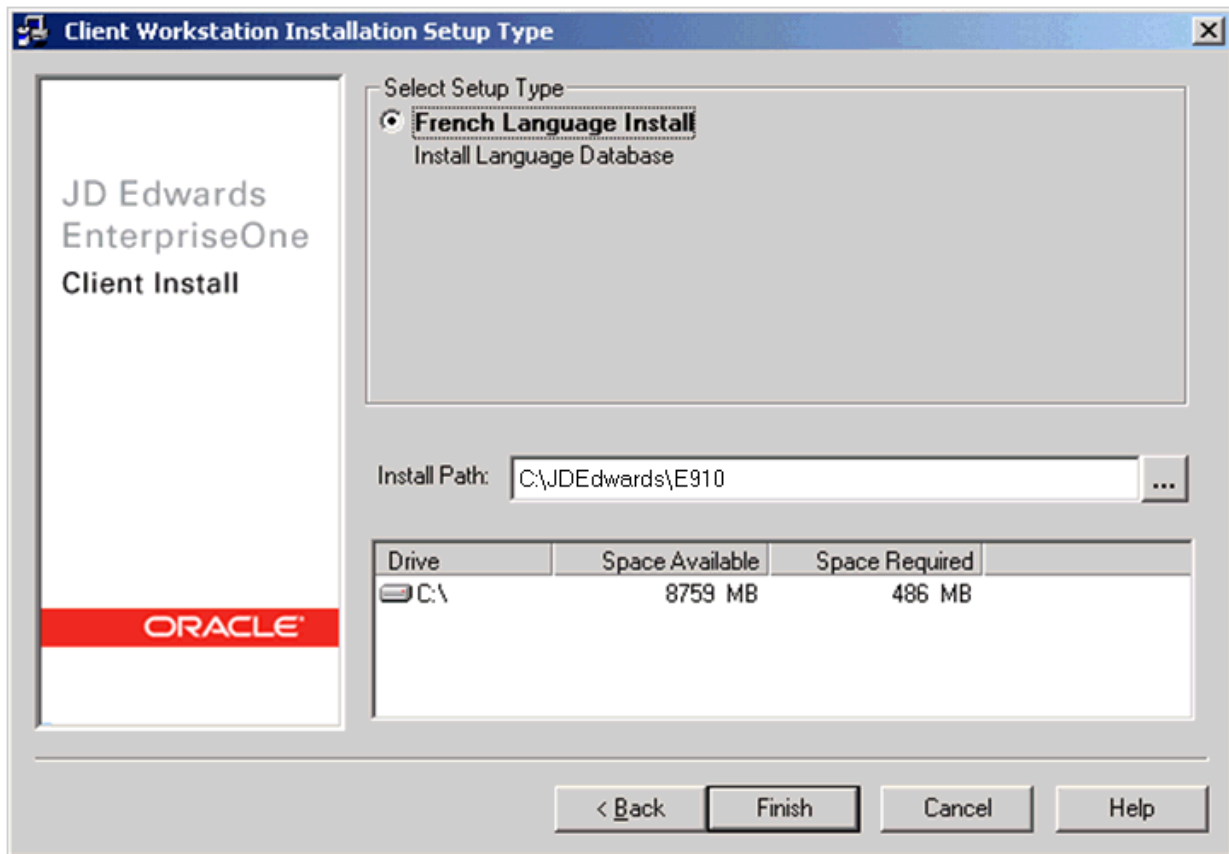 Client Workstation Installation Setup Type
JD Edwards
EnterpriseOne
Client Install
ORACLE
Select Setup Type
French Language Install
Install Language Database
Install Path:
C:\JDEdwards\E910
...
Drive Space Available Space Required
C:\ 8759 MB 486 MB
< Back
Finish
Cancel
Help